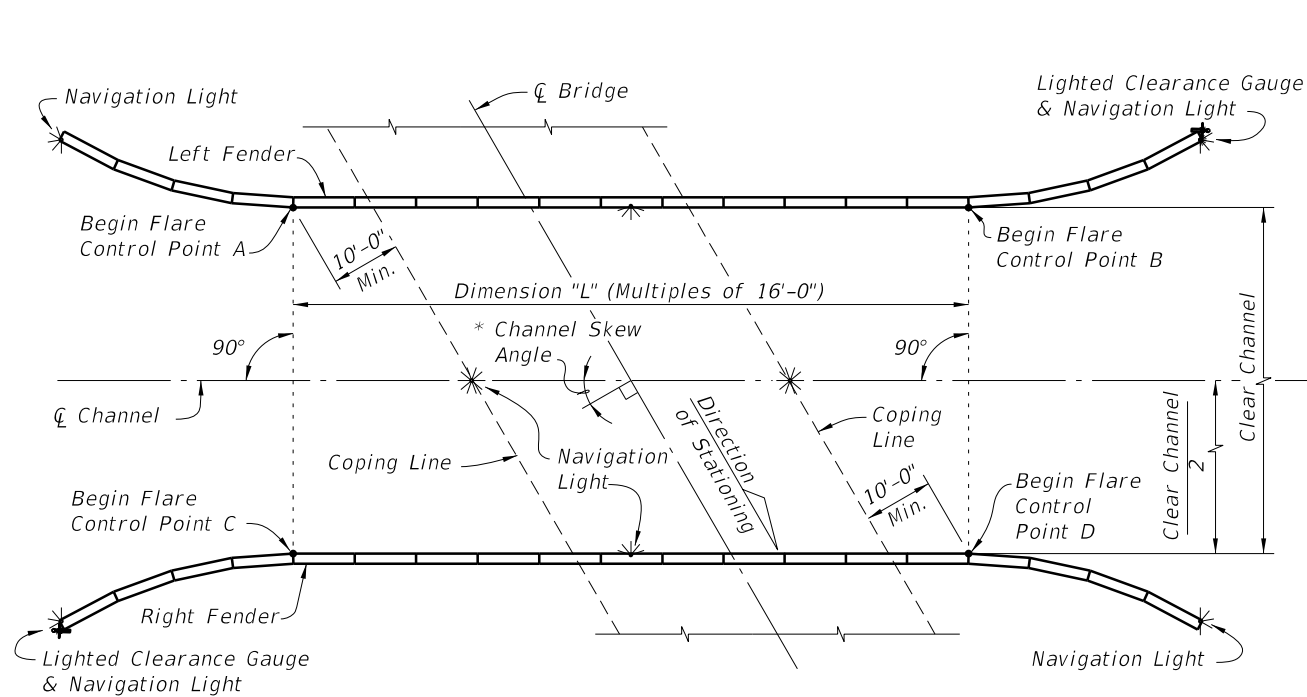 Lighted Clearance Gauge
& Navigation Light
℄ Bridge
Navigation Light
Left Fender
Begin Flare
Control Point A
10'-0"
Min.
Begin Flare
Control Point B
Dimension "L" (Multiples of 16'-0")
* Channel Skew
Angle
90°
90°
Clear Channel
℄ Channel
Coping
Line
Direction
of Stationing
Clear Channel
2
Coping Line
Navigation
Light
10'-0"
Min.
Begin Flare
Control Point C
Begin Flare
Control
Point D
Right Fender
Lighted Clearance Gauge
& Navigation Light
Navigation Light